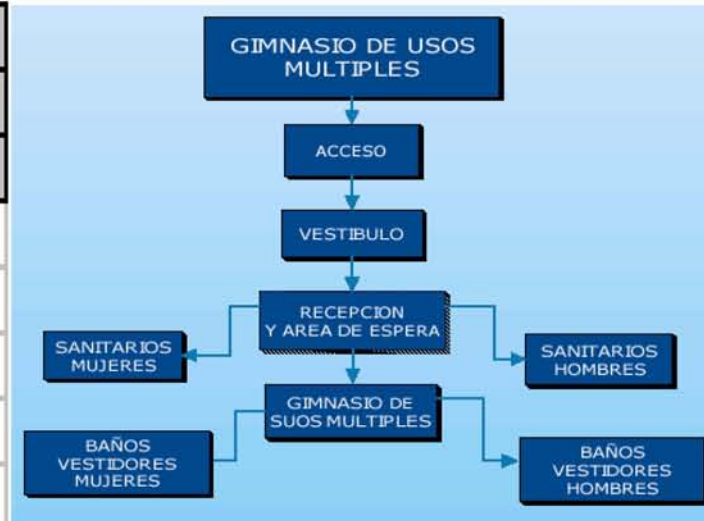 GIMNASIO DE USOS
MULTIPLES
ACCESO
VESTIBULO
RECEPCION
Y AREA DE ESPERA
SANITARIOS
MUJERES
SANITARIOS
HOMBRES
GIMNASIO DE
SUOS MULTIPLES
BAÑOS
VESTIDORES
MUJERES
BAÑOS
VESTIDORES
HOMBRES